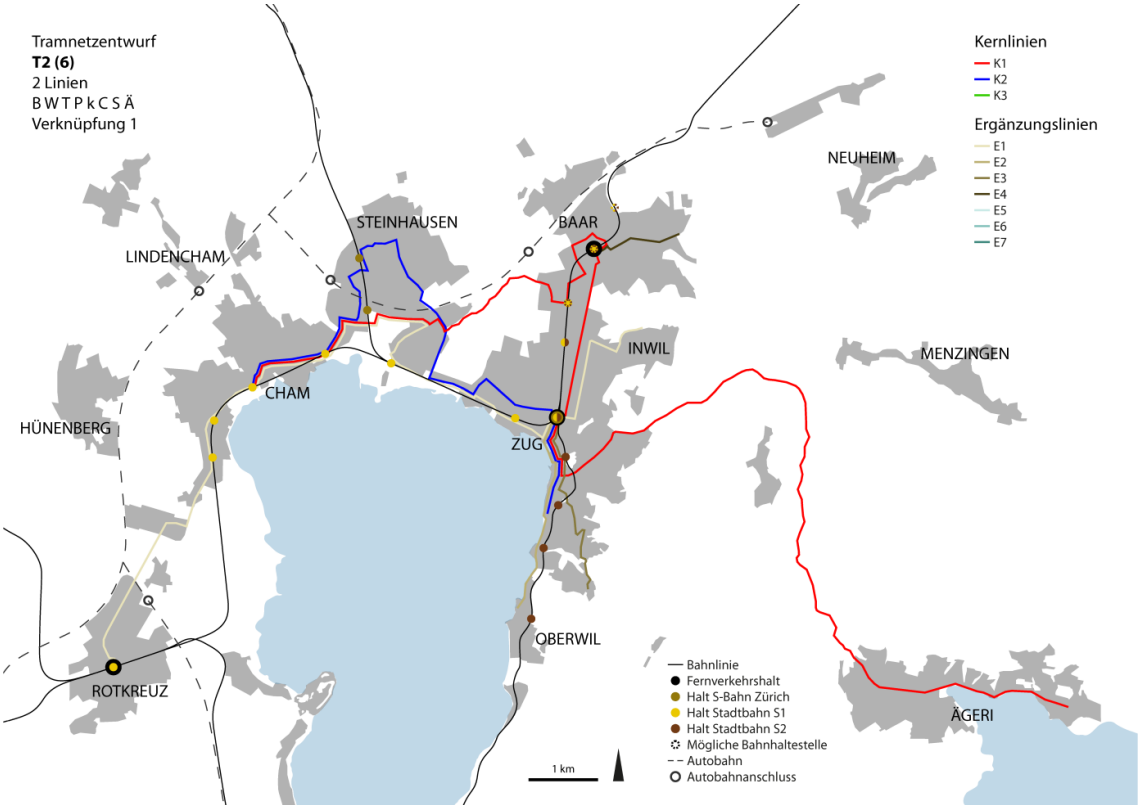 Tramnetzentwurf
T2 (6)
2 Linien
B W T P k C S Ä
Verknüpfung 1
Kernlinien
K1
K2
K3
Ergänzungslinien
E1
E2
E3
E4
E5
E6
E7
NEUHEIM
STEINHAUSEN
BAAR
LINDENCHAM
INWIL
MENZINGEN
CHAM
HÜNENBERG
ZUG
OBERWIL
ROTKREUZ
ÄGERI
Bahnlinie
Fernverkehrshalt
Halt S-Bahn Zürich
Halt Stadtbahn S1
Halt Stadtbahn S2
Mögliche Bahnhaltestelle
Autobahn
Autobahnanschluss
1 km